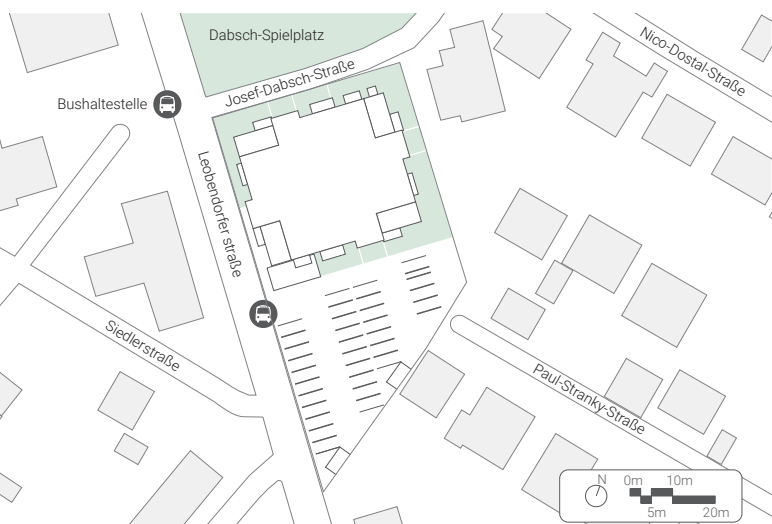 Dabsch-Spielplatz
Nico-Dostal-Straße
Josef-Dabsch-Straße
Bushaltestelle
Leobendorfer straße
Siedlerstraße
Paul-Stranky-Straße
N 0m 10m
5m 20m